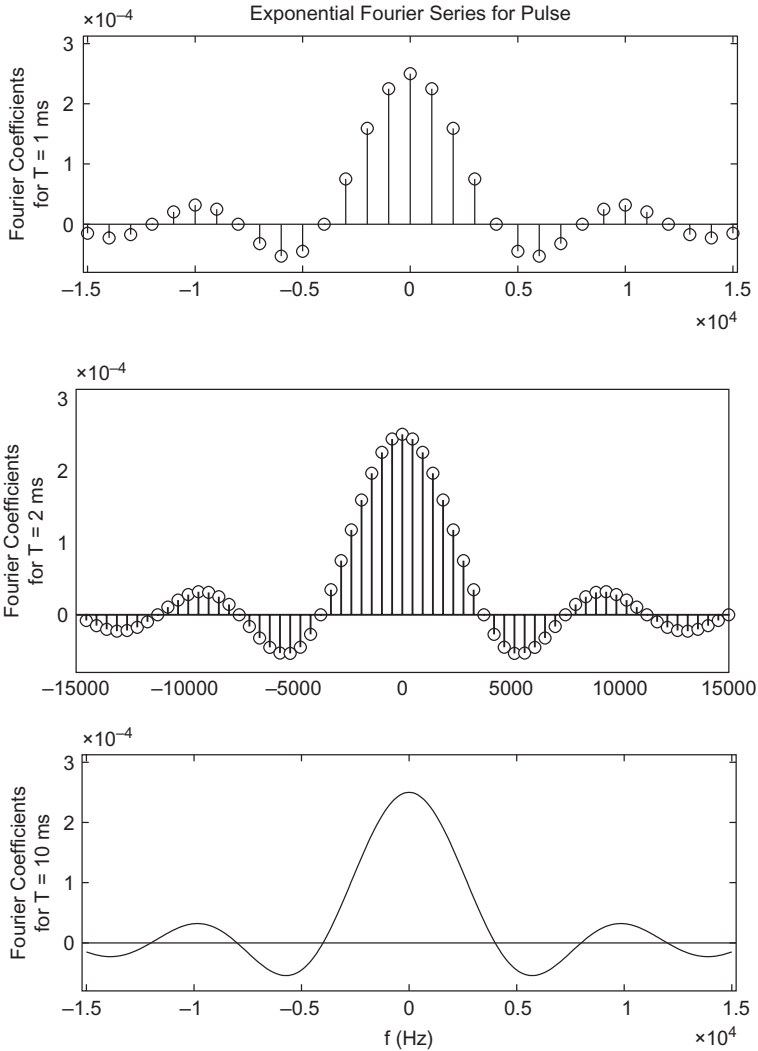 Exponential Fourier Series for Pulse
×10–4
Fourier Coefficients
for T = 1 ms
3
2
1
0
–1.5 –1 –0.5 0 0.5 1 1.5
×104
×10–4
Fourier Coefficients
for T = 2 ms
3
2
1
0
–15000 –10000 –5000 0 5000 10000 15000
×10–4
Fourier Coefficients
for T = 10 ms
3
2
1
0
–1.5 –1 –0.5 0 0.5 1 1.5
f (Hz)
×104